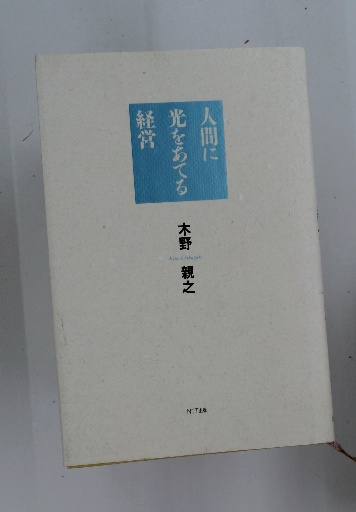 人間に
光をあてる
経営
木野 親之